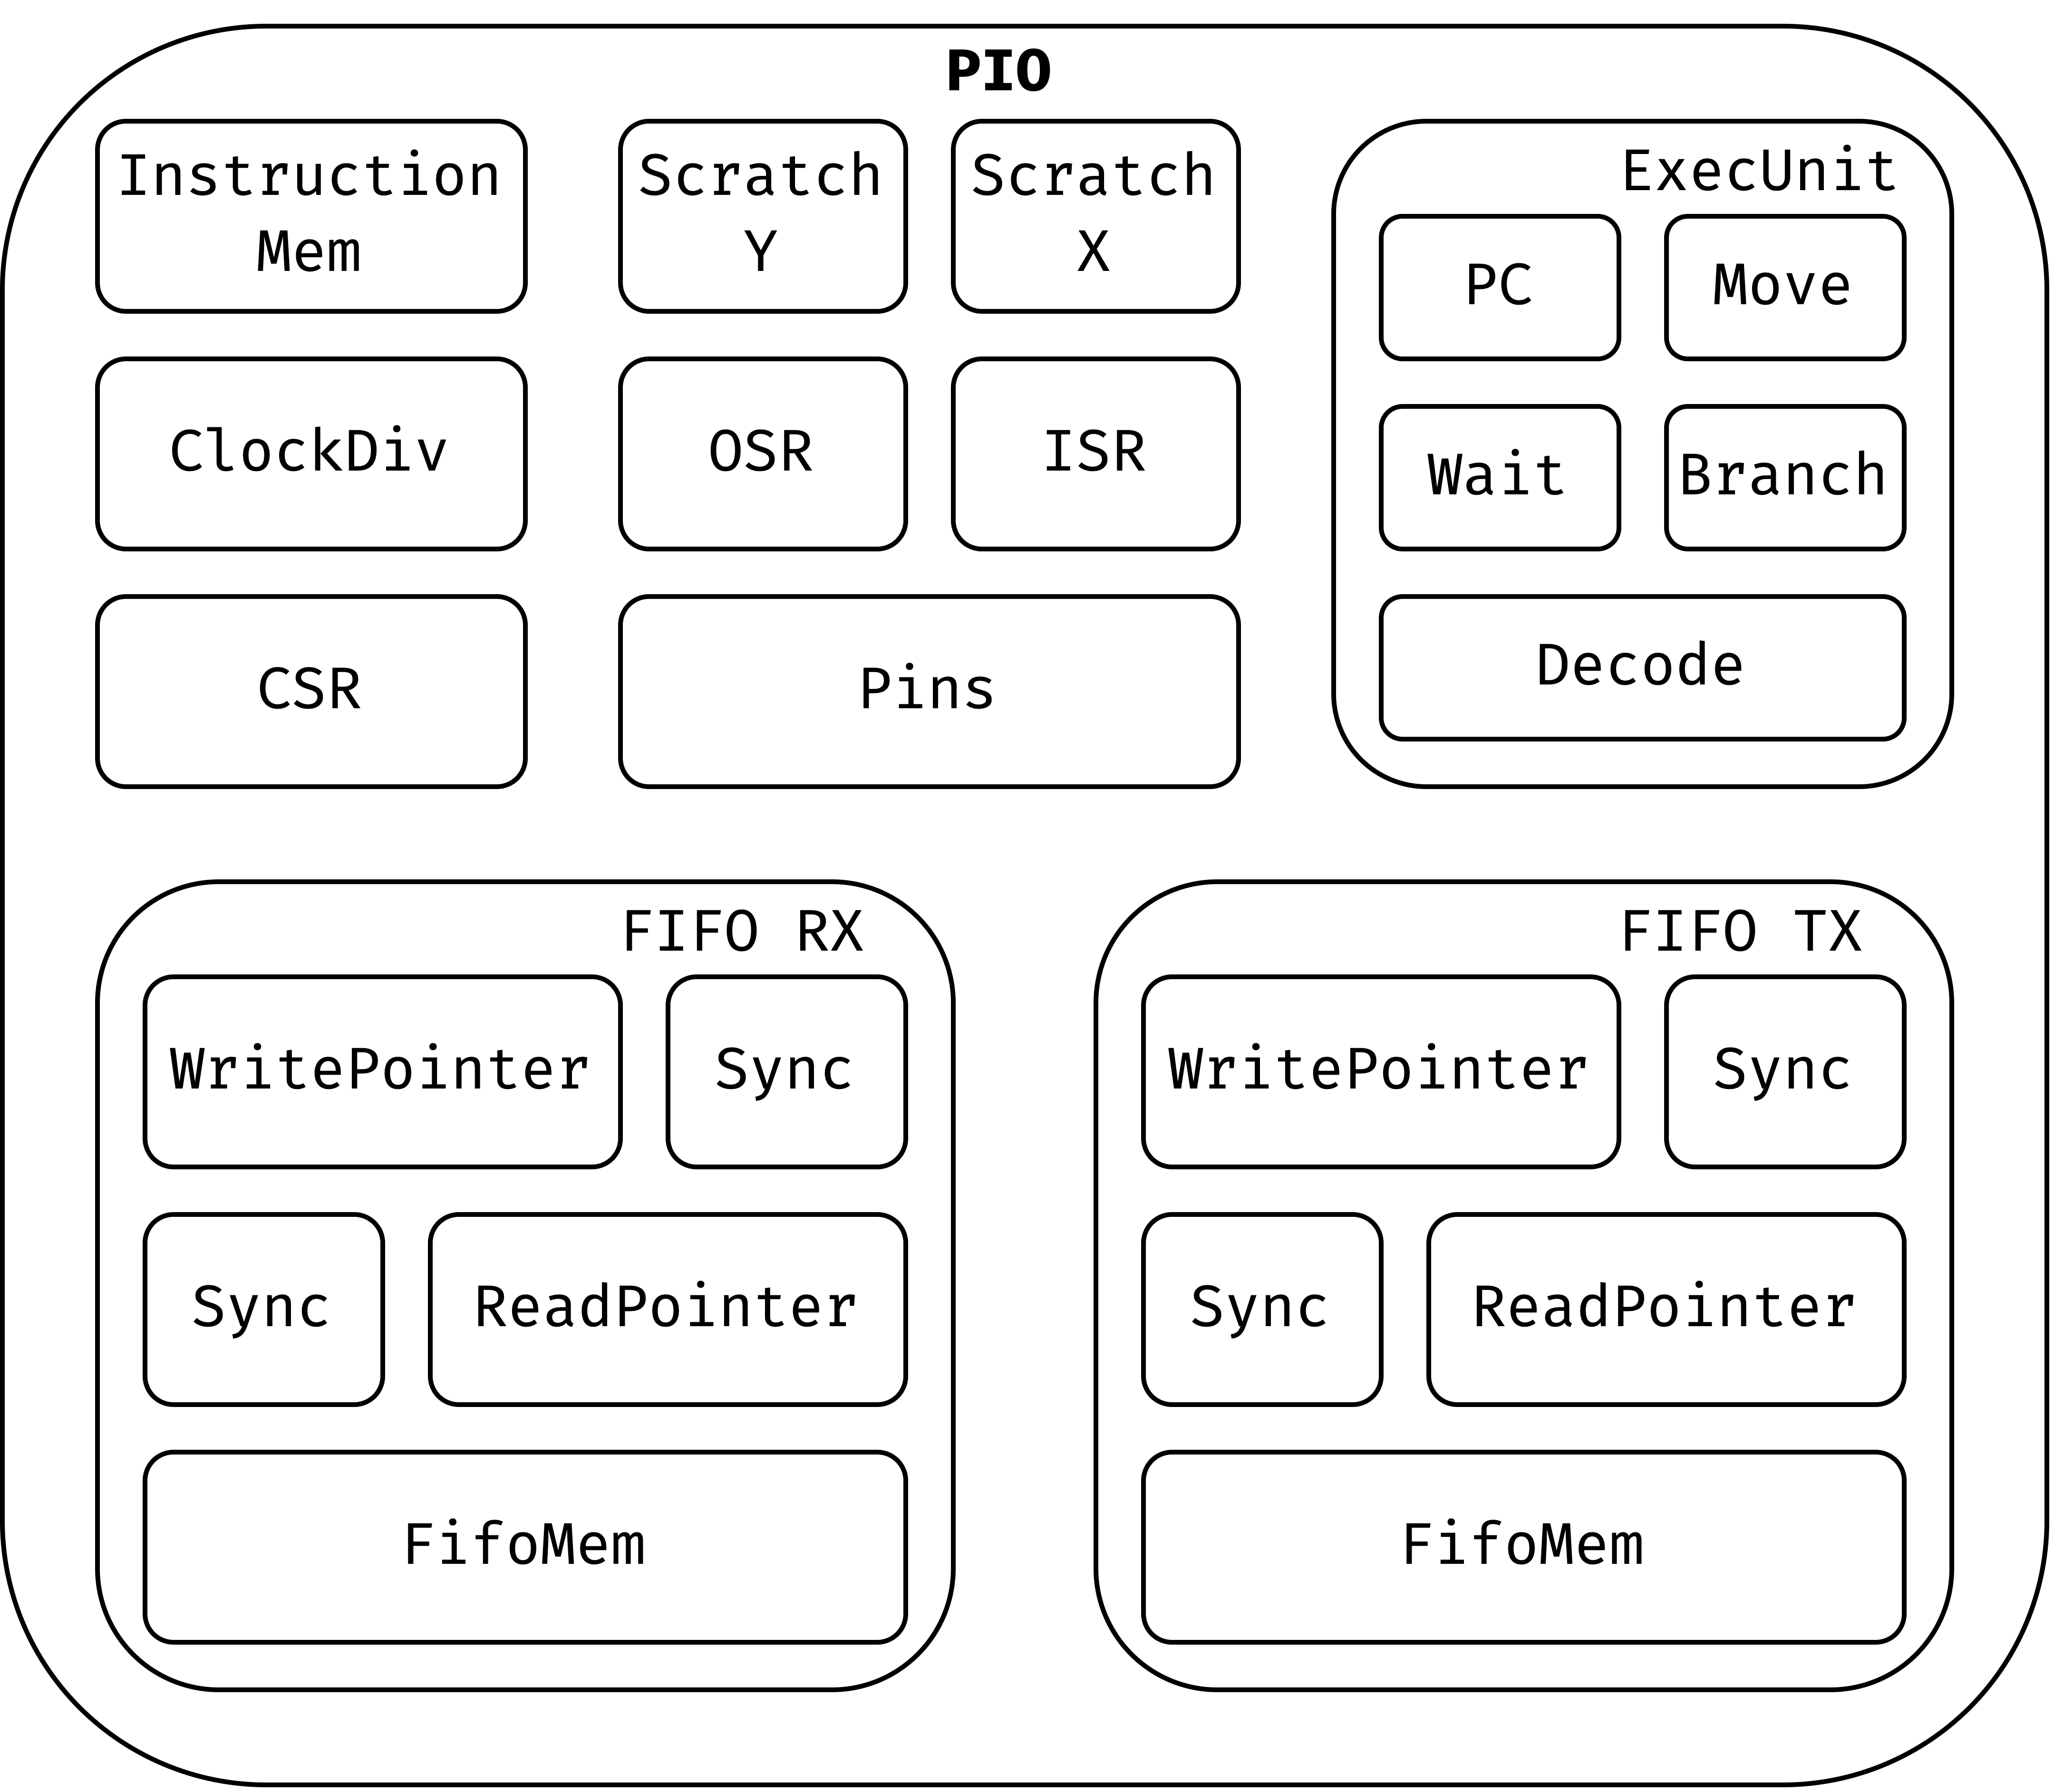 PIO
Instruction
Mem
Scratch
Y
Scratch
X
ClockDiv
OSR
ISR
CSR
Pins
ExecUnit
PC
Move
Wait
Branch
Decode
FIFO RX
WritePointer
Sync
Sync
ReadPointer
FifoMem
FIFO TX
WritePointer
Sync
Sync
ReadPointer
FifoMem